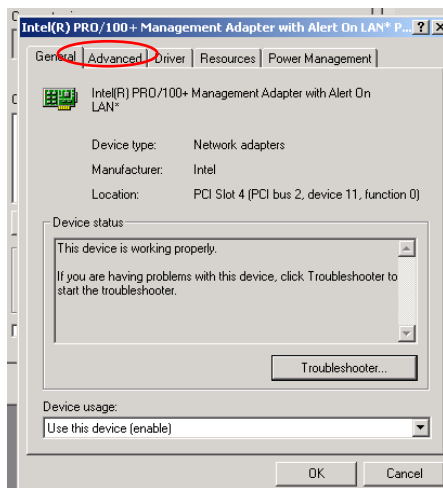 Intel(R) PRO/100+ Management Adapter with Alert On LAN* P... ? X
General Advanced Driver Resources Power Management
Intel(R) PRO/100+ Management Adapter with Alert On
LAN*
Device type: Network adapters
Manufacturer: Intel
Location: PCI Slot 4 (PCI bus 2, device 11, function 0)
Device status
This device is working properly.
If you are having problems with this device, click Troubleshooter to
start the troubleshooter.
Troubleshooter...
Device usage:
Use this device (enable)
OK Cancel